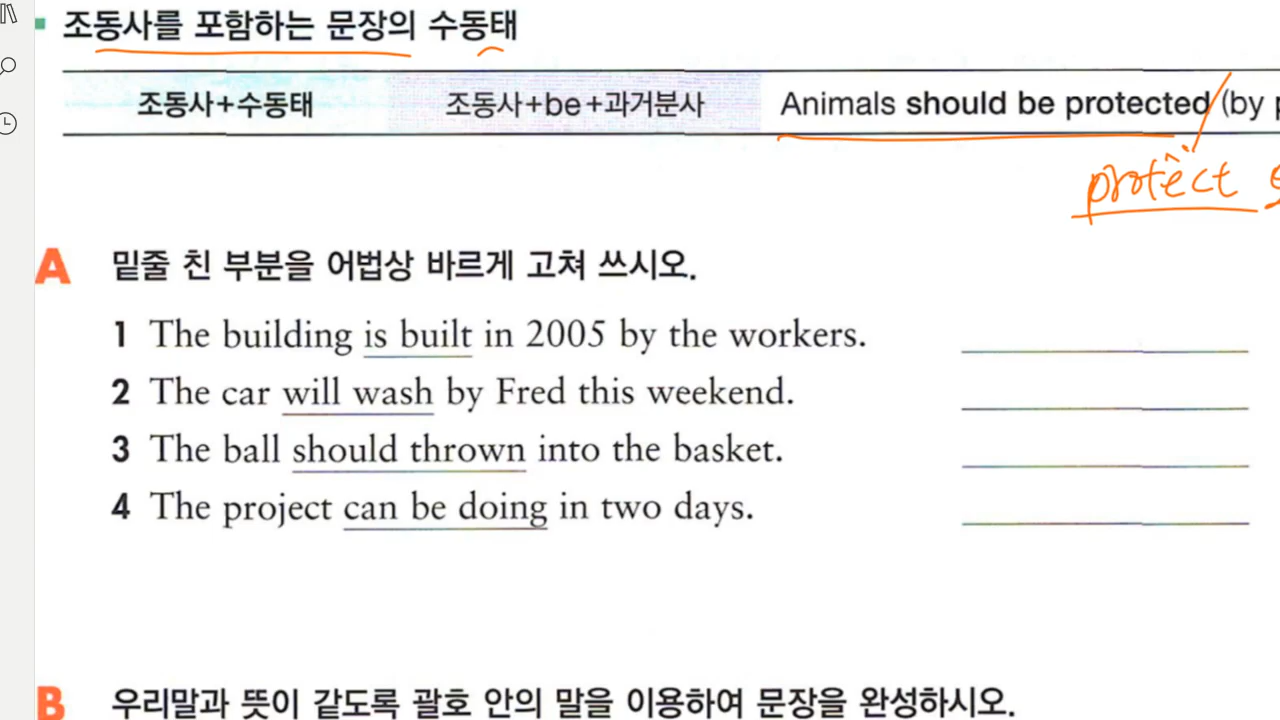 조동사를 포함하는 문장의 수동태
조동사+수동태 조동사+be+과거분사 Animals should be protected (by
protect
A 밑줄 친 부분을 어법상 바르게 고쳐 쓰시오.
1 The building is built in 2005 by the workers.
2 The car will wash by Fred this weekend.
3 The ball should thrown into the basket.
4 The project can be doing in two days.
B 우리말과 뜻이 같도록 괄호 안의 말을 이용하여 문장을 완성하시오.